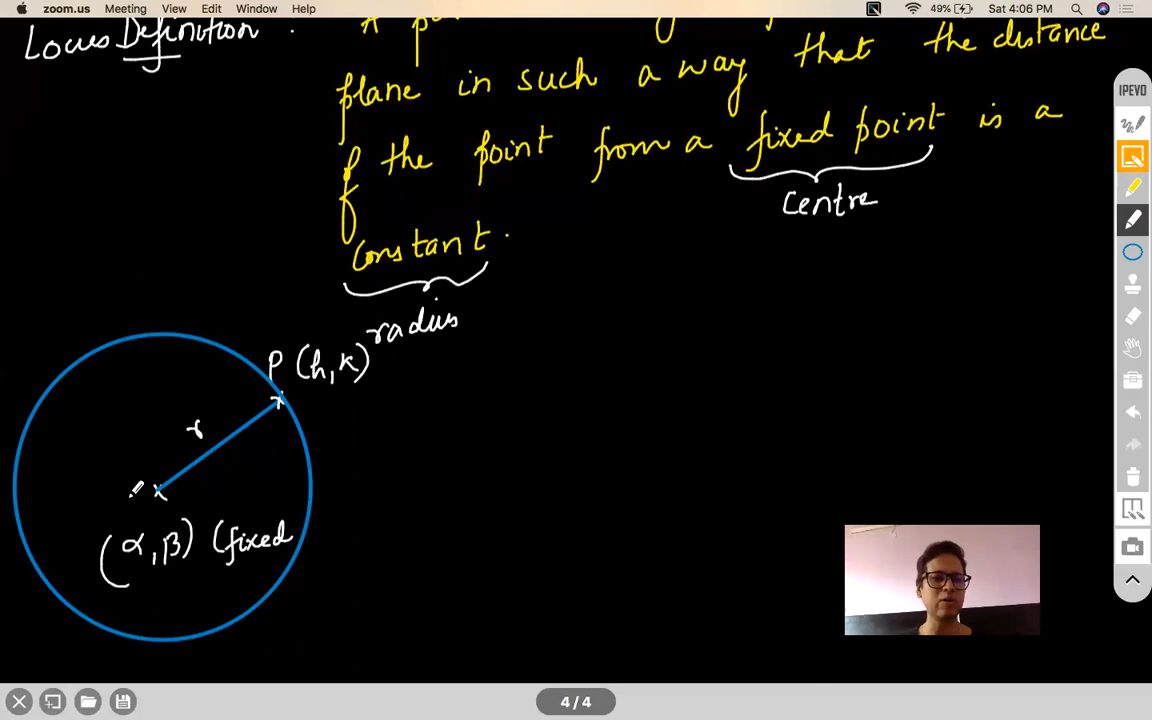 zoom.us Meeting View Edit Window Help 49% Sat 4:06 PM
Locus Definition :
plane in such a way that the distance
of the point from a fixed point is a
centre
constant.
radius
P (h, k)
r
(α, β) (fixed
IPEVO
4 / 4